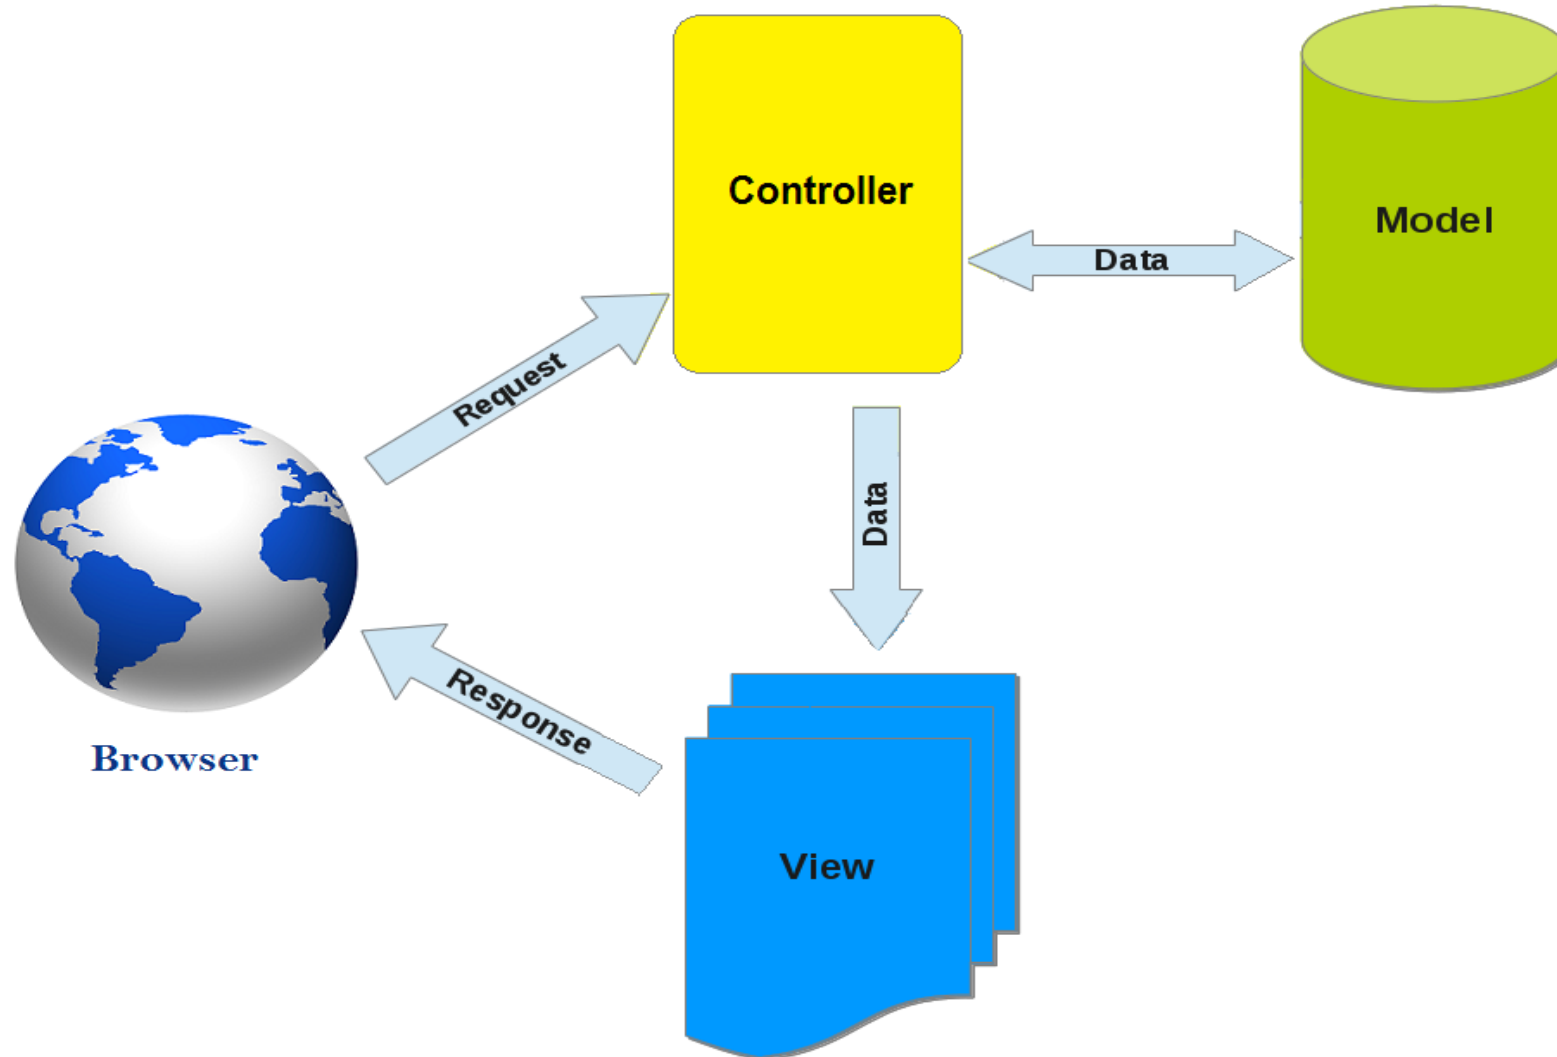 Controller
Model
Data
Request
Data
Response
Browser
View